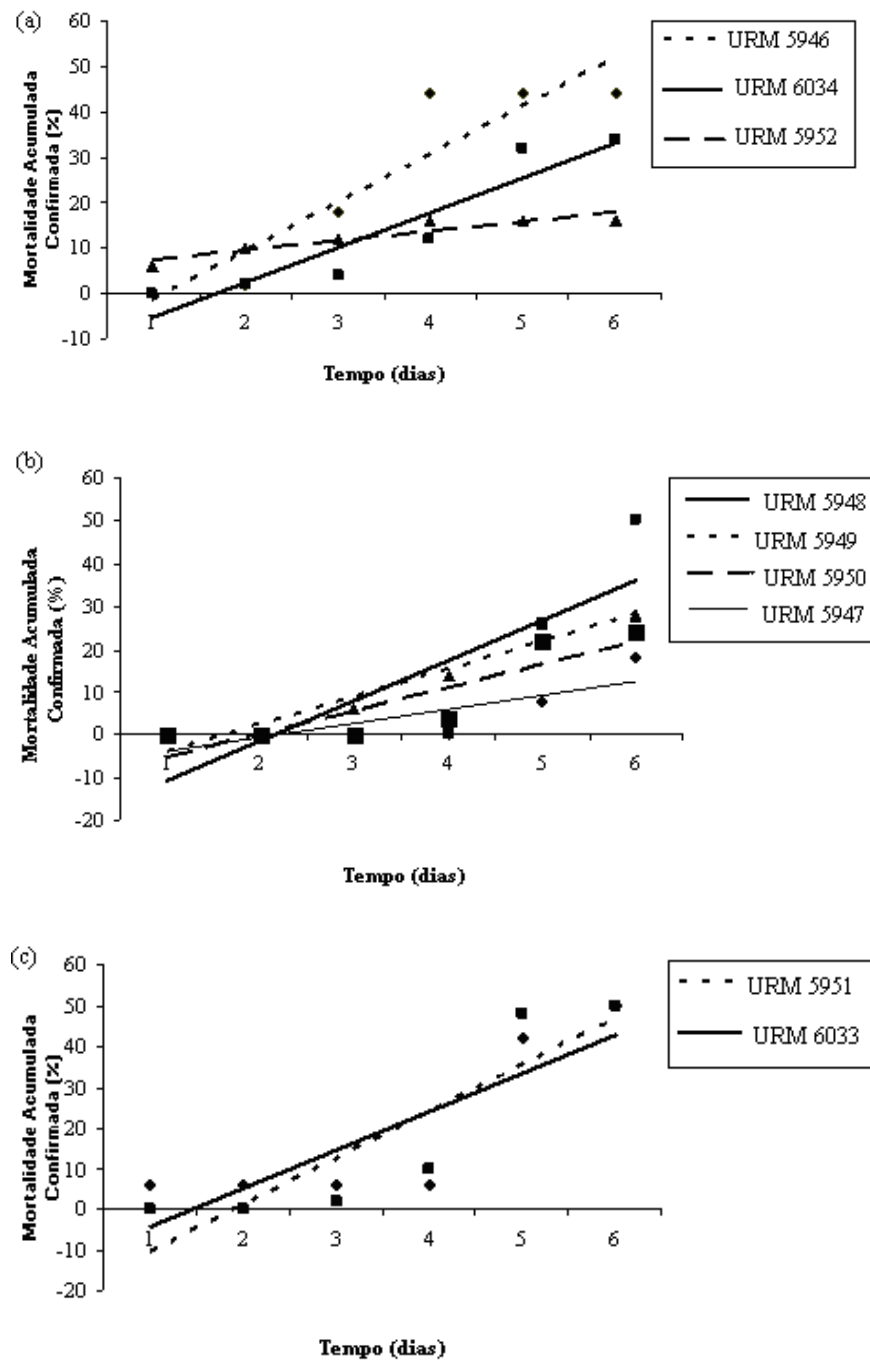 (a)
Mortalidade Acumulada
Confirmada (%)
60
50
40
30
20
10
0
-10
1 2 3 4 5 6
Tempo (dias)
URM 5946
URM 6034
URM 5952
(b)
Mortalidade Acumulada
Confirmada (%)
60
50
40
30
20
10
0
-10
-20
1 2 3 4 5 6
Tempo (dias)
URM 5948
URM 5949
URM 5950
URM 5947
(c)
Mortalidade Acumulada
Confirmada (%)
60
50
40
30
20
10
0
-10
-20
1 2 3 4 5 6
Tempo (dias)
URM 5951
URM 6033